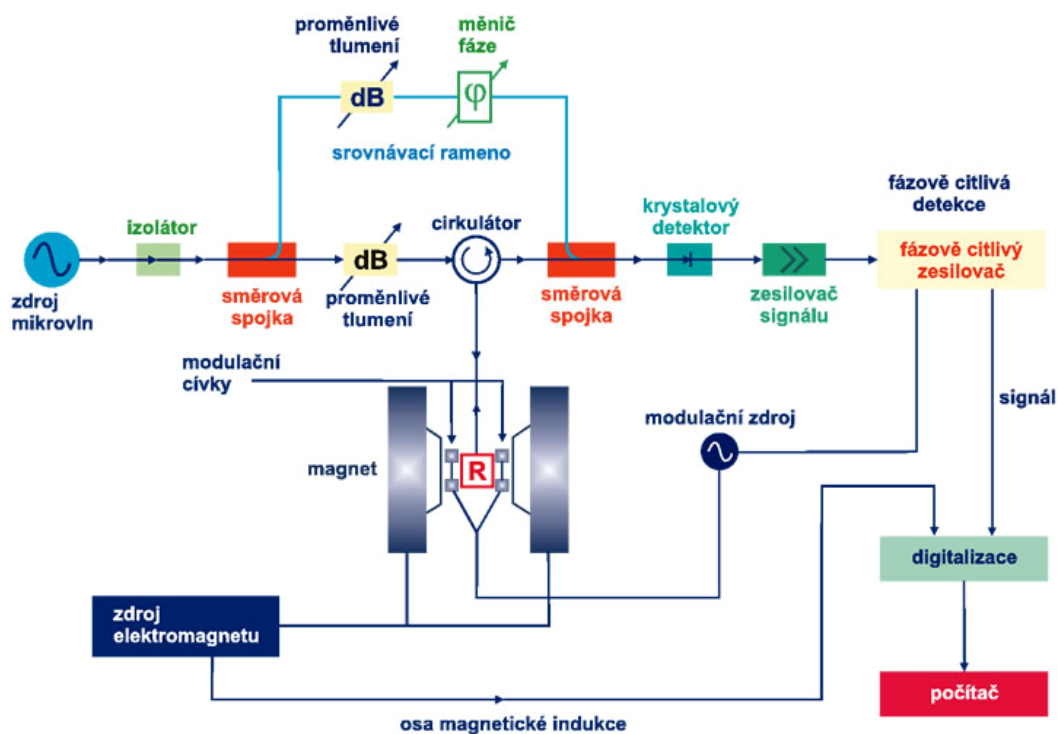 proměnlivé
tlumení
měnič
fáze
dB
φ
srovnávací rameno
fázově citlivá
detekce
izolátor
cirkulátor
krystalový
detektor
dB
fázově citlivý
zesilovač
zdroj
mikrovln
směrová
spojka
proměnlivé
tlumení
směrová
spojka
zesilovač
signálu
modulační
cívky
signál
modulační zdroj
magnet
R
digitalizace
zdroj
elektromagnetu
počítač
osa magnetické indukce